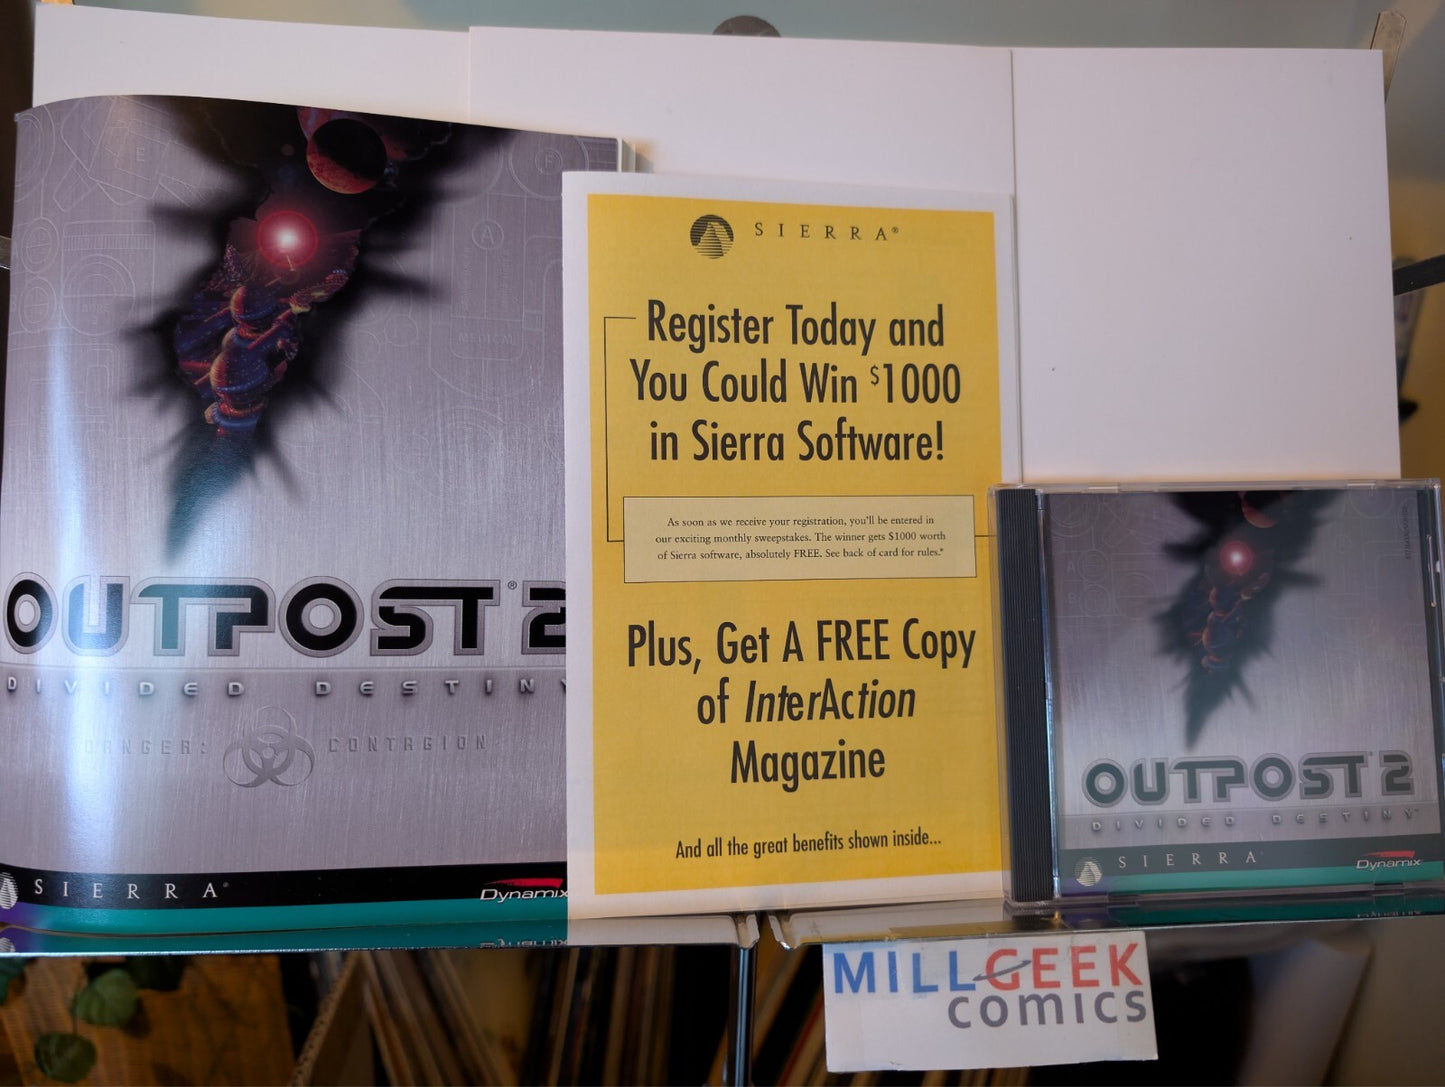 OUTPOST® 2
DIVIDED DESTINY
DANGER: CONTAGION
SIERRA®
Dynamix
E
F
A
MEDICAL
SIERRA®
Register Today and
You Could Win $1000
in Sierra Software!
As soon as we receive your registration, you'll be entered in
our exciting monthly sweepstakes. The winner gets $1000 worth
of Sierra software, absolutely FREE. See back of card for rules.*
Plus, Get A FREE Copy
of InterAction
Magazine
And all the great benefits shown inside...
OUTPOST® 2
DIVIDED DESTINY™
SIERRA®
Dynamix
MILLGEEK
COMICS